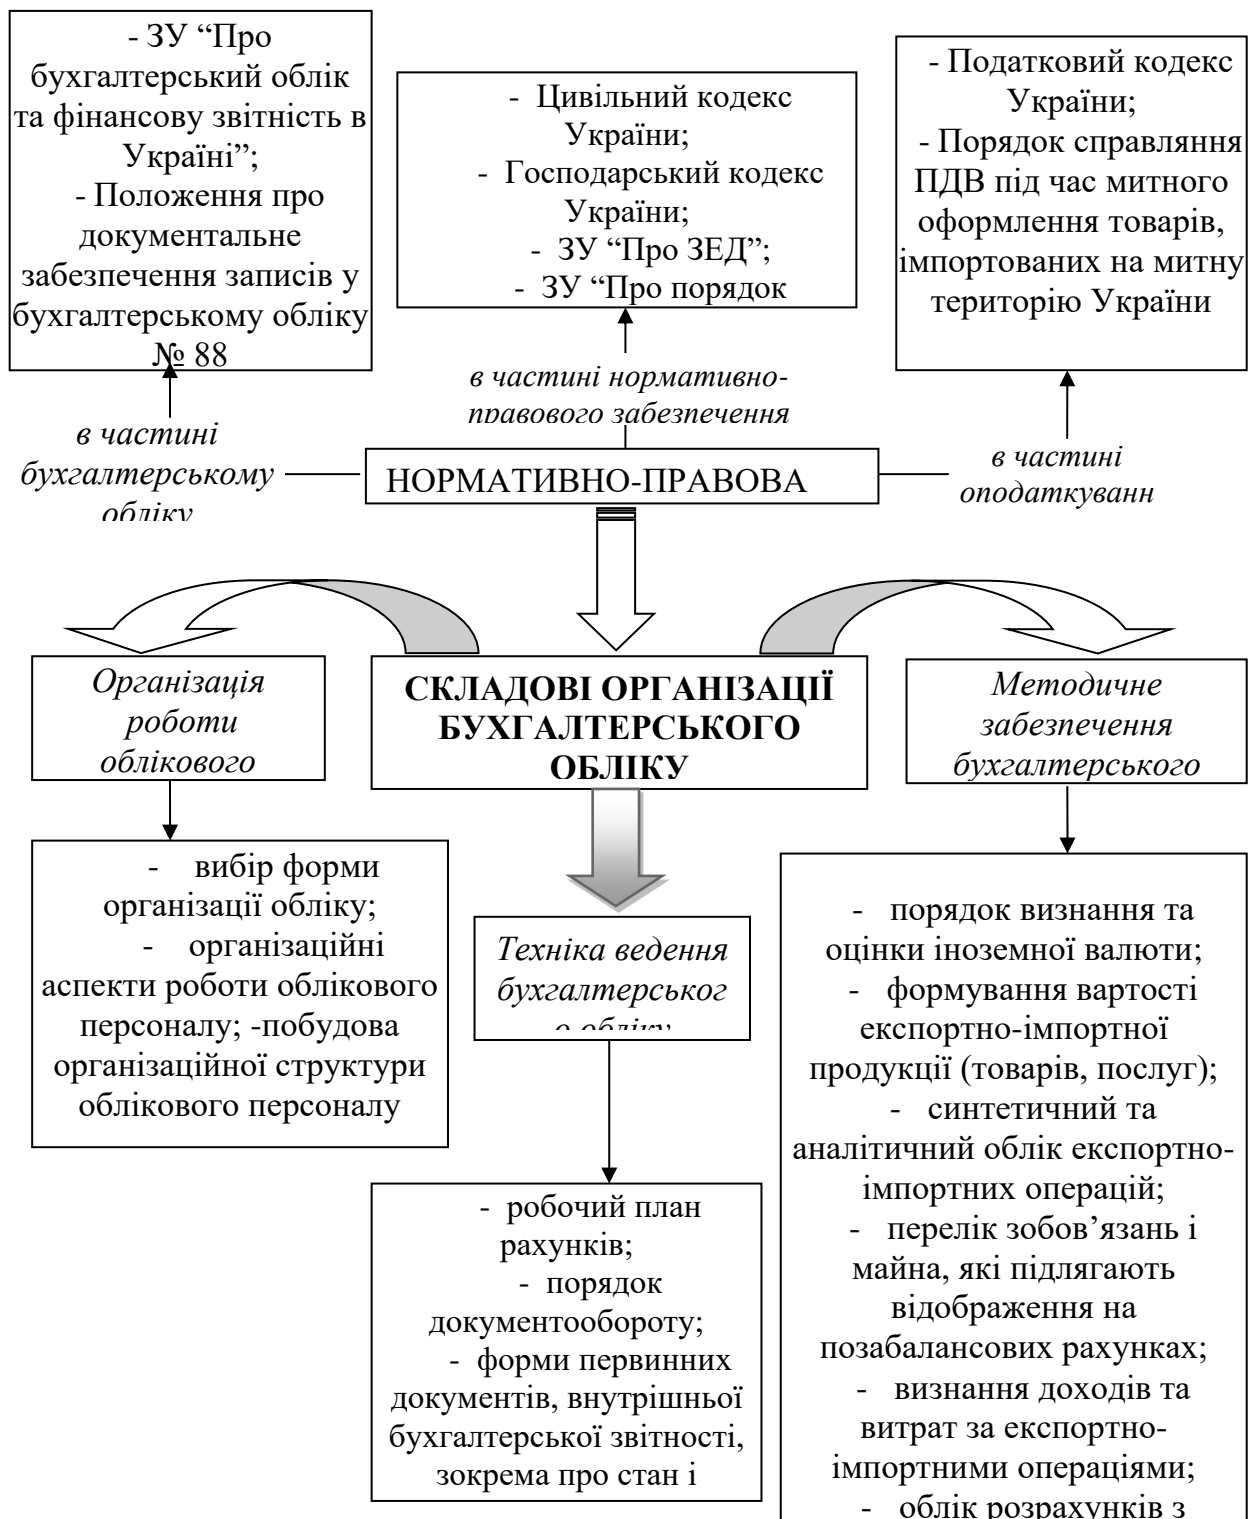 - ЗУ “Про
бухгалтерський облік
та фінансову звітність в
Україні”;
- Положення про
документальне
забезпечення записів у
бухгалтерському обліку
№ 88
- Цивільний кодекс
України;
- Господарський кодекс
України;
- ЗУ “Про ЗЕД”;
- ЗУ “Про порядок
- Податковий кодекс
України;
- Порядок справляння
ПДВ під час митного
оформлення товарів,
імпортованих на митну
територію України
в частині
бухгалтерському
обліку
в частині нормативно-
правового забезпечення
в частині
оподаткуванн
НОРМАТИВНО-ПРАВОВА
Організація
роботи
облікового
СКЛАДОВІ ОРГАНІЗАЦІЇ
БУХГАЛТЕРСЬКОГО
ОБЛІКУ
Методичне
забезпечення
бухгалтерського
- вибір форми
організації обліку;
- організаційні
аспекти роботи облікового
персоналу; -побудова
організаційної структури
облікового персоналу
Техніка ведення
бухгалтерськог
о обліку
- робочий план
рахунків;
- порядок
документообороту;
- форми первинних
документів, внутрішньої
бухгалтерської звітності,
зокрема про стан і
- порядок визнання та
оцінки іноземної валюти;
- формування вартості
експортно-імпортної
продукції (товарів, послуг);
- синтетичний та
аналітичний облік експортно-
імпортних операцій;
- перелік зобов’язань і
майна, які підлягають
відображення на
позабалансових рахунках;
- визнання доходів та
витрат за експортно-
імпортними операціями;
- облік розрахунків з